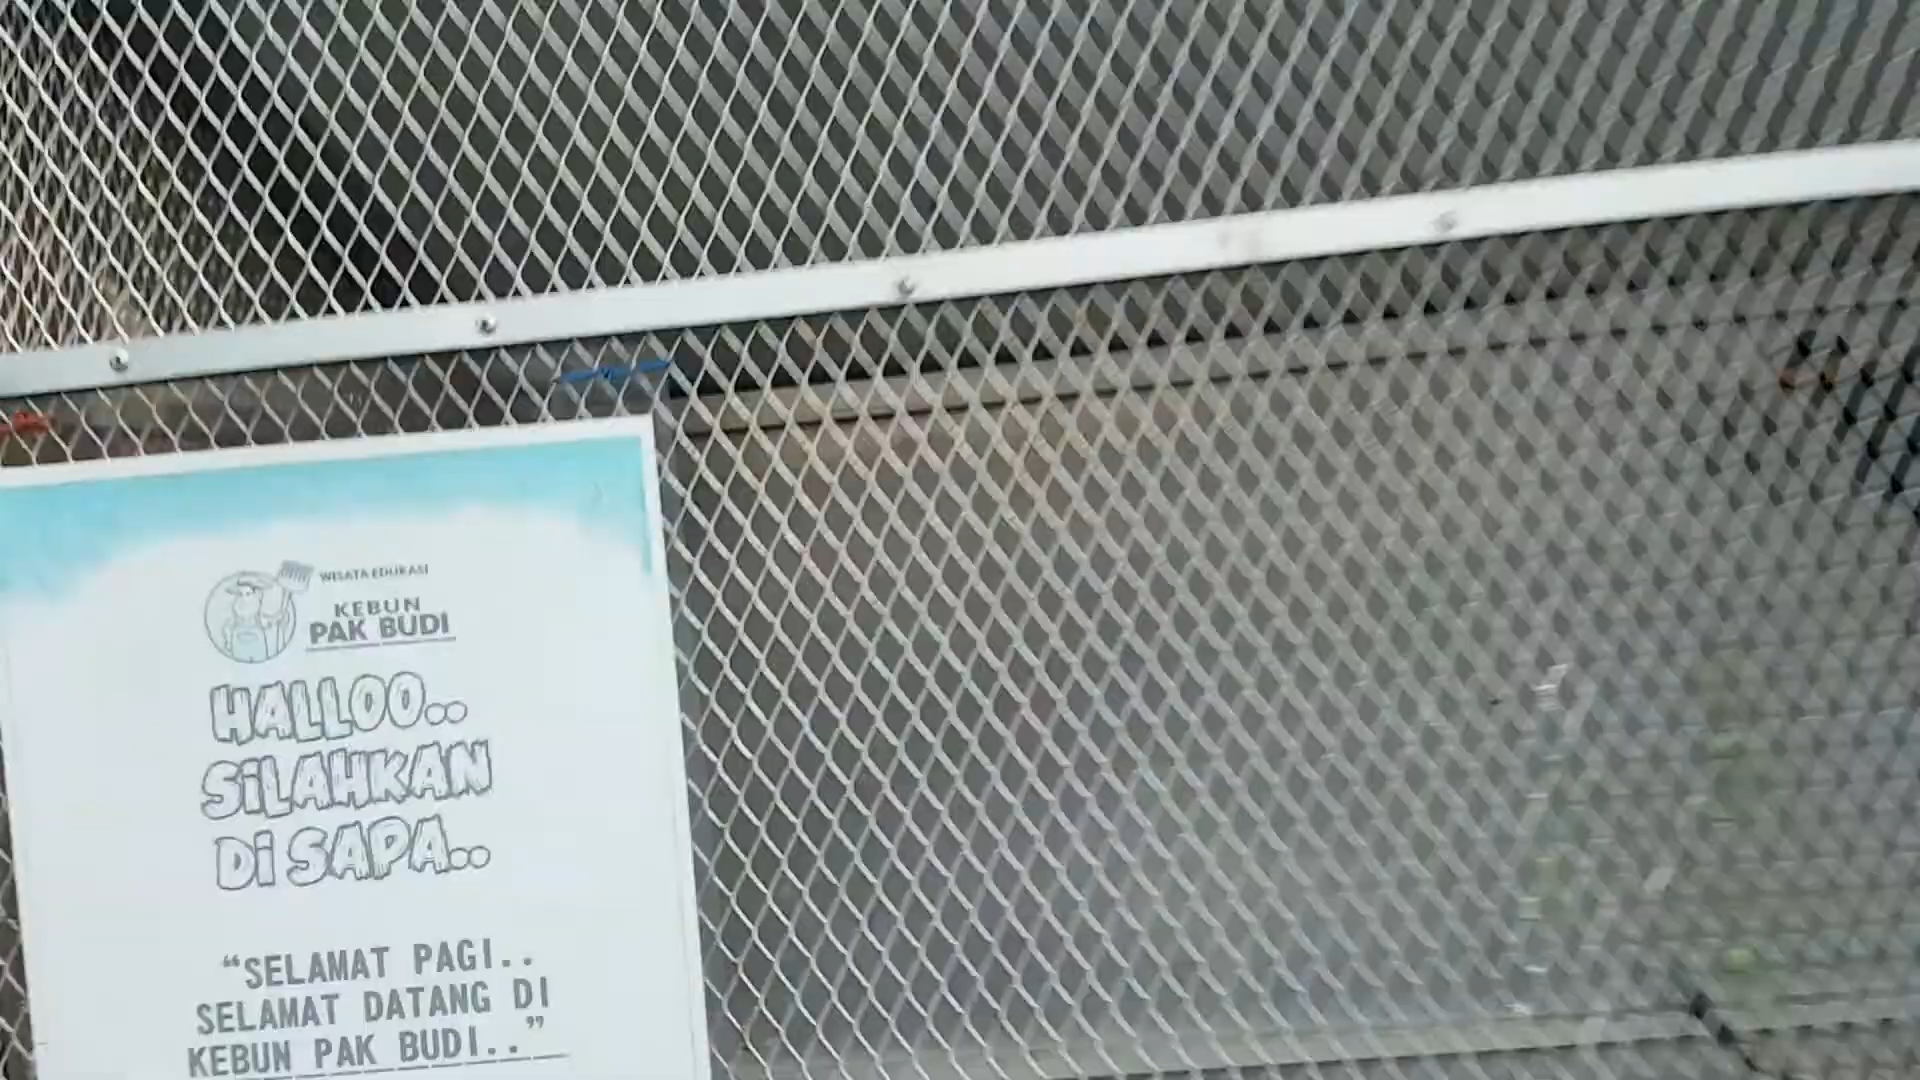 WISATA EDUKASI
KEBUN
PAK BUDI
HALLOO..
SiLAHKAN
Di SAPA..
“SELAMAT PAGI..
SELAMAT DATANG DI
KEBUN PAK BUDI..”